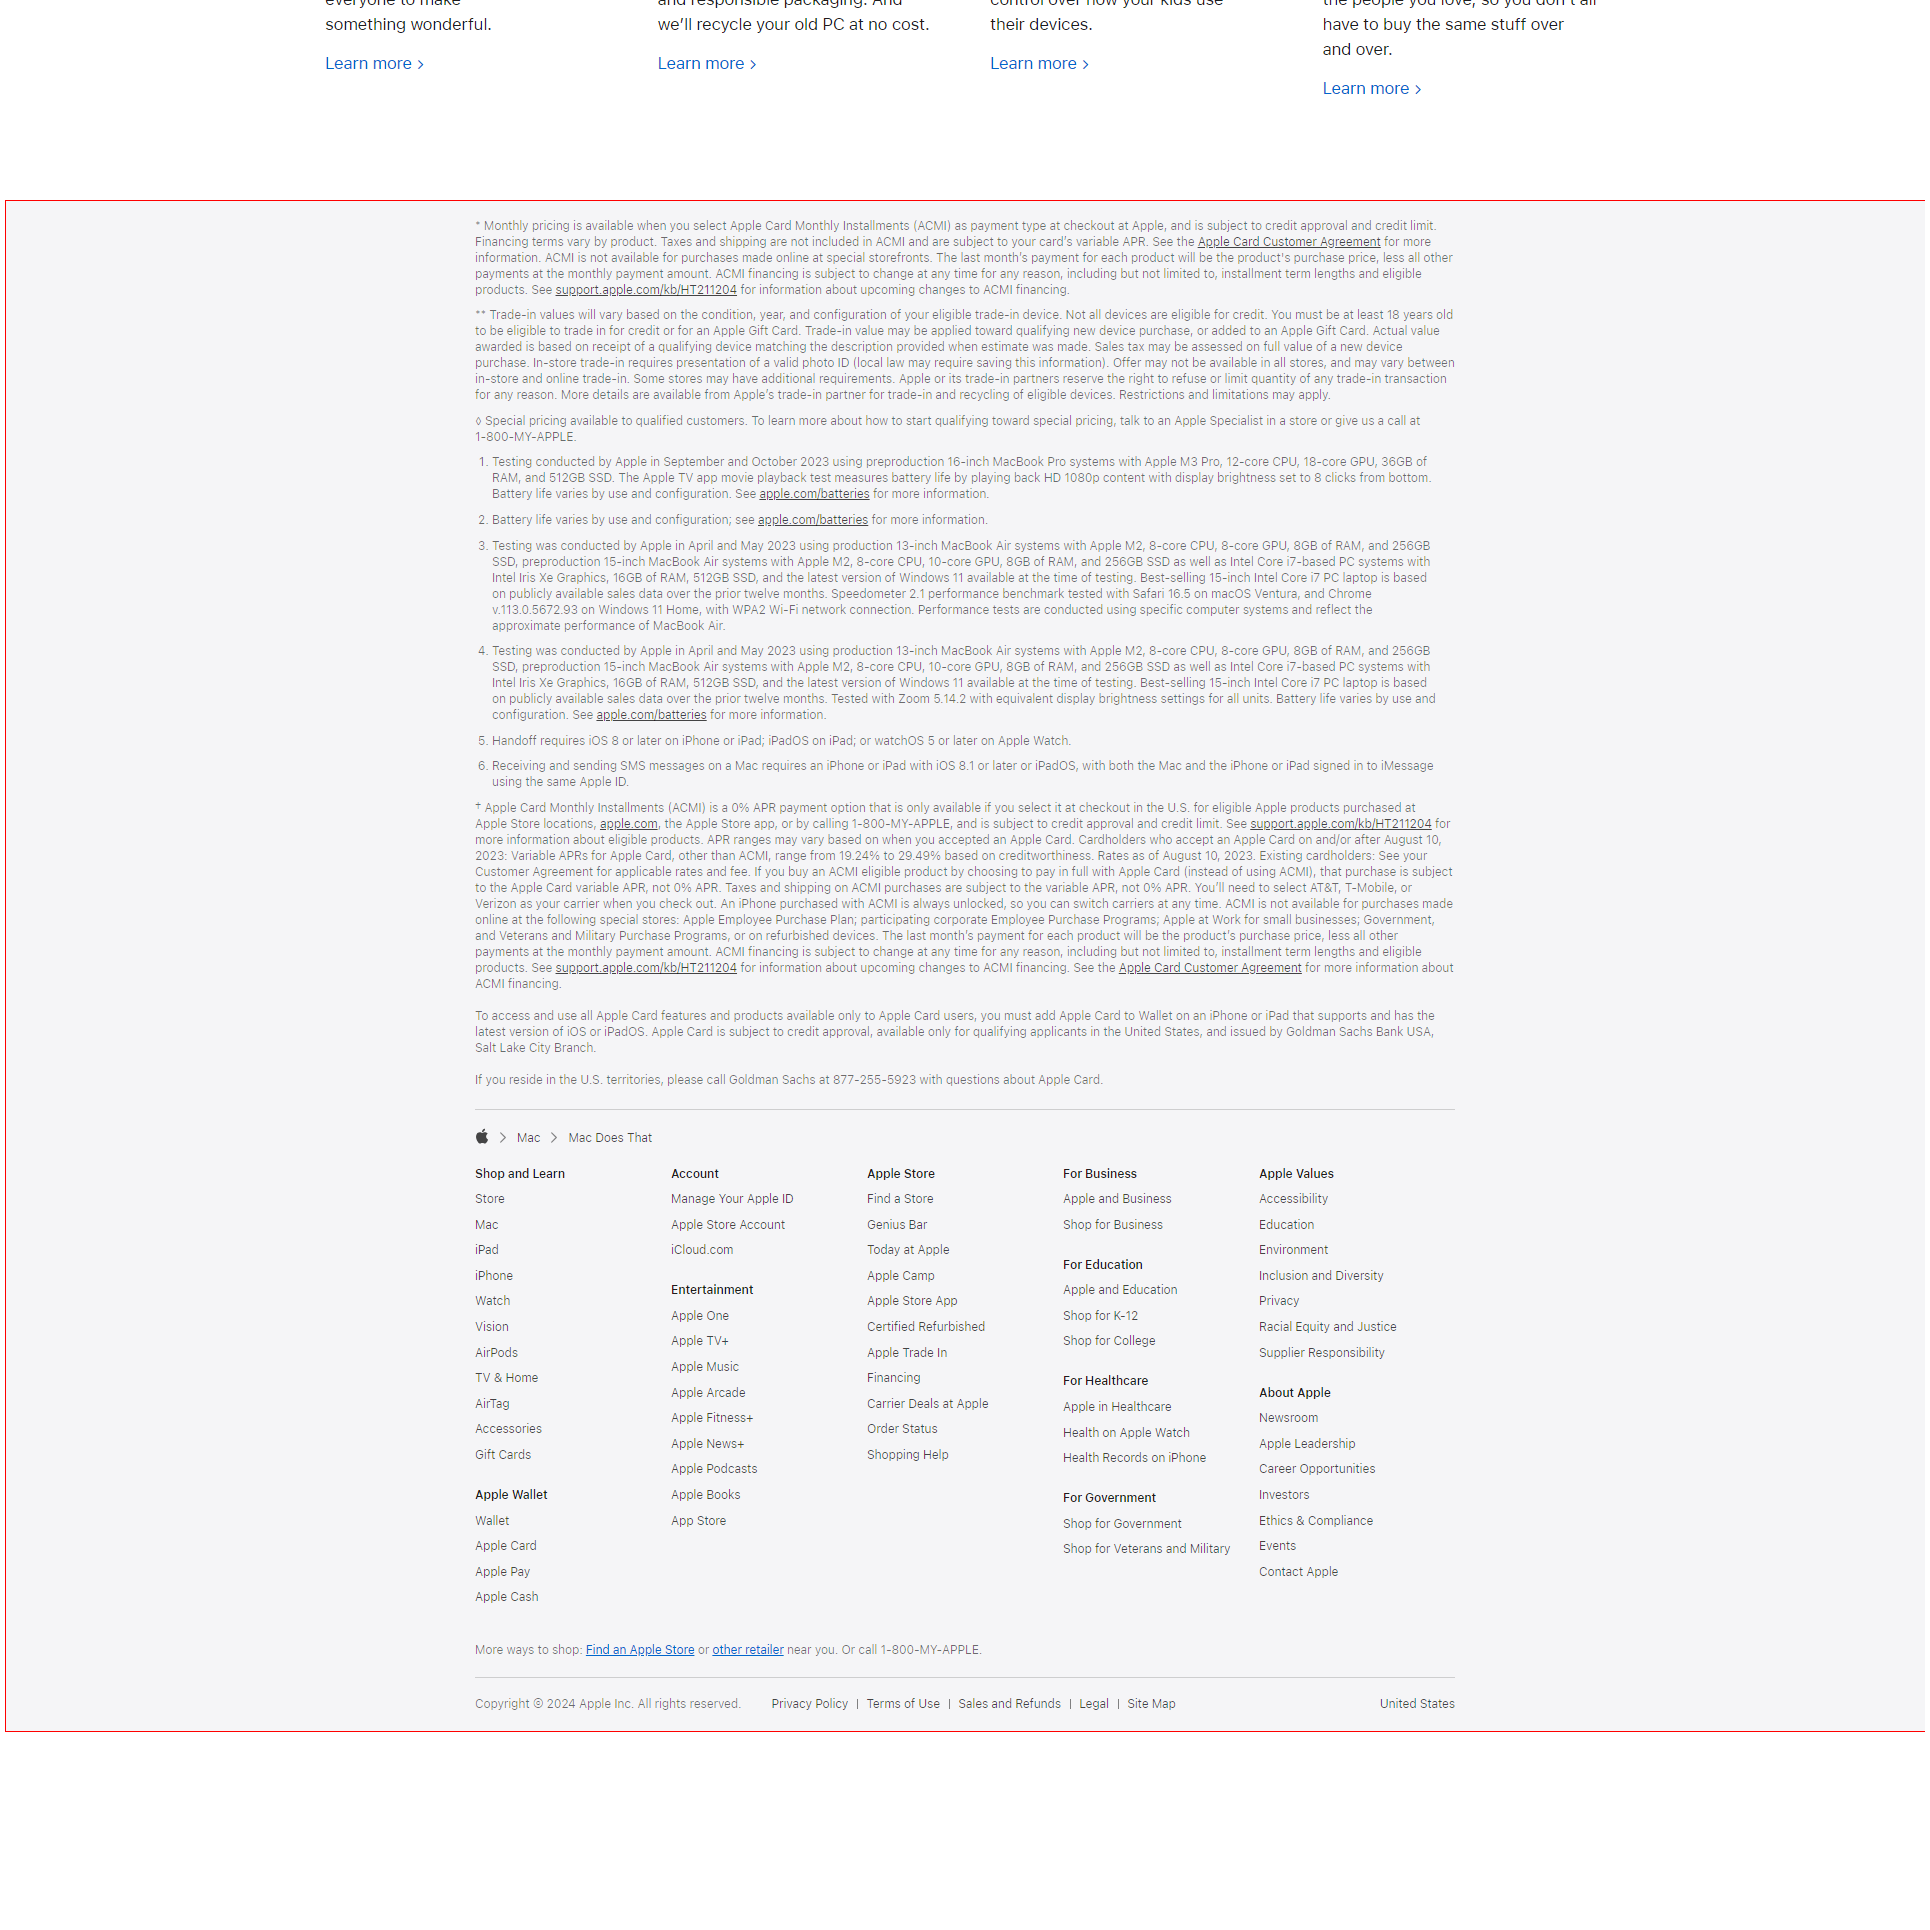 everyone to make
something wonderful.
Learn more
and responsible packaging. And
we’ll recycle your old PC at no cost.
Learn more
control over how your kids use
their devices.
Learn more
the people you love, so you don’t all
have to buy the same stuff over
and over.
Learn more
* Monthly pricing is available when you select Apple Card Monthly Installments (ACMI) as payment type at checkout at Apple, and is subject to credit approval and credit limit.
Financing terms vary by product. Taxes and shipping are not included in ACMI and are subject to your card’s variable APR. See the Apple Card Customer Agreement for more
information. ACMI is not available for purchases made online at special storefronts. The last month’s payment for each product will be the product’s purchase price, less all other
payments at the monthly payment amount. ACMI financing is subject to change at any time for any reason, including but not limited to, installment term lengths and eligible
products. See support.apple.com/kb/HT211204 for information about upcoming changes to ACMI financing.
** Trade-in values will vary based on the condition, year, and configuration of your eligible trade-in device. Not all devices are eligible for credit. You must be at least 18 years old
to be eligible to trade in for credit or for an Apple Gift Card. Trade-in value may be applied toward qualifying new device purchase, or added to an Apple Gift Card. Actual value
awarded is based on receipt of a qualifying device matching the description provided when estimate was made. Sales tax may be assessed on full value of a new device
purchase. In-store trade-in requires presentation of a valid photo ID (local law may require saving this information). Offer may not be available in all stores, and may vary between
in-store and online trade-in. Some stores may have additional requirements. Apple or its trade-in partners reserve the right to refuse or limit quantity of any trade-in transaction
for any reason. More details are available from Apple’s trade-in partner for trade-in and recycling of eligible devices. Restrictions and limitations may apply.
◊ Special pricing available to qualified customers. To learn more about how to start qualifying toward special pricing, talk to an Apple Specialist in a store or give us a call at
1-800-MY-APPLE.
1. Testing conducted by Apple in September and October 2023 using preproduction 16-inch MacBook Pro systems with Apple M3 Pro, 12-core CPU, 18-core GPU, 36GB of
RAM, and 512GB SSD. The Apple TV app movie playback test measures battery life by playing back HD 1080p content with display brightness set to 8 clicks from bottom.
Battery life varies by use and configuration. See apple.com/batteries for more information.
2. Battery life varies by use and configuration; see apple.com/batteries for more information.
3. Testing was conducted by Apple in April and May 2023 using production 13-inch MacBook Air systems with Apple M2, 8-core CPU, 8-core GPU, 8GB of RAM, and 256GB
SSD, preproduction 15-inch MacBook Air systems with Apple M2, 8-core CPU, 10-core GPU, 8GB of RAM, and 256GB SSD as well as Intel Core i7-based PC systems with
Intel Iris Xe Graphics, 16GB of RAM, 512GB SSD, and the latest version of Windows 11 available at the time of testing. Best-selling 15-inch Intel Core i7 PC laptop is based
on publicly available sales data over the prior twelve months. Speedometer 2.1 performance benchmark tested with Safari 16.5 on macOS Ventura, and Chrome
v.113.0.5672.93 on Windows 11 Home, with WPA2 Wi-Fi network connection. Performance tests are conducted using specific computer systems and reflect the
approximate performance of MacBook Air.
4. Testing was conducted by Apple in April and May 2023 using production 13-inch MacBook Air systems with Apple M2, 8-core CPU, 8-core GPU, 8GB of RAM, and 256GB
SSD, preproduction 15-inch MacBook Air systems with Apple M2, 8-core CPU, 10-core GPU, 8GB of RAM, and 256GB SSD as well as Intel Core i7-based PC systems with
Intel Iris Xe Graphics, 16GB of RAM, 512GB SSD, and the latest version of Windows 11 available at the time of testing. Best-selling 15-inch Intel Core i7 PC laptop is based
on publicly available sales data over the prior twelve months. Tested with Zoom 5.14.2 with equivalent display brightness settings for all units. Battery life varies by use and
configuration. See apple.com/batteries for more information.
5. Handoff requires iOS 8 or later on iPhone or iPad; iPadOS on iPad; or watchOS 5 or later on Apple Watch.
6. Receiving and sending SMS messages on a Mac requires an iPhone or iPad with iOS 8.1 or later or iPadOS, with both the Mac and the iPhone or iPad signed in to iMessage
using the same Apple ID.
† Apple Card Monthly Installments (ACMI) is a 0% APR payment option that is only available if you select it at checkout in the U.S. for eligible Apple products purchased at
Apple Store locations, apple.com, the Apple Store app, or by calling 1-800-MY-APPLE, and is subject to credit approval and credit limit. See support.apple.com/kb/HT211204 for
more information about eligible products. APR ranges may vary based on when you accepted an Apple Card. Cardholders who accept an Apple Card on and/or after August 10,
2023: Variable APRs for Apple Card, other than ACMI, range from 19.24% to 29.49% based on creditworthiness. Rates as of August 10, 2023. Existing cardholders: See your
Customer Agreement for applicable rates and fee. If you buy an ACMI eligible product by choosing to pay in full with Apple Card (instead of using ACMI), that purchase is subject
to the Apple Card variable APR, not 0% APR. Taxes and shipping on ACMI purchases are subject to the variable APR, not 0% APR. You’ll need to select AT&T, T-Mobile, or
Verizon as your carrier when you check out. An iPhone purchased with ACMI is always unlocked, so you can switch carriers at any time. ACMI is not available for purchases made
online at the following special stores: Apple Employee Purchase Plan; participating corporate Employee Purchase Programs; Apple at Work for small businesses; Government,
and Veterans and Military Purchase Programs, or on refurbished devices. The last month’s payment for each product will be the product’s purchase price, less all other
payments at the monthly payment amount. ACMI financing is subject to change at any time for any reason, including but not limited to, installment term lengths and eligible
products. See support.apple.com/kb/HT211204 for information about upcoming changes to ACMI financing. See the Apple Card Customer Agreement for more information about
ACMI financing.
To access and use all Apple Card features and products available only to Apple Card users, you must add Apple Card to Wallet on an iPhone or iPad that supports and has the
latest version of iOS or iPadOS. Apple Card is subject to credit approval, available only for qualifying applicants in the United States, and issued by Goldman Sachs Bank USA,
Salt Lake City Branch.
If you reside in the U.S. territories, please call Goldman Sachs at 877-255-5923 with questions about Apple Card.
Mac Mac Does That
Shop and Learn
Store
Mac
iPad
iPhone
Watch
Vision
AirPods
TV & Home
AirTag
Accessories
Gift Cards
Apple Wallet
Wallet
Apple Card
Apple Pay
Apple Cash
Account
Manage Your Apple ID
Apple Store Account
iCloud.com
Entertainment
Apple One
Apple TV+
Apple Music
Apple Arcade
Apple Fitness+
Apple News+
Apple Podcasts
Apple Books
App Store
Apple Store
Find a Store
Genius Bar
Today at Apple
Apple Camp
Apple Store App
Certified Refurbished
Apple Trade In
Financing
Carrier Deals at Apple
Order Status
Shopping Help
For Business
Apple and Business
Shop for Business
For Education
Apple and Education
Shop for K-12
Shop for College
For Healthcare
Apple in Healthcare
Health on Apple Watch
Health Records on iPhone
For Government
Shop for Government
Shop for Veterans and Military
Apple Values
Accessibility
Education
Environment
Inclusion and Diversity
Privacy
Racial Equity and Justice
Supplier Responsibility
About Apple
Newsroom
Apple Leadership
Career Opportunities
Investors
Ethics & Compliance
Events
Contact Apple
More ways to shop: Find an Apple Store or other retailer near you. Or call 1-800-MY-APPLE.
Copyright © 2024 Apple Inc. All rights reserved. Privacy Policy | Terms of Use | Sales and Refunds | Legal | Site Map United States